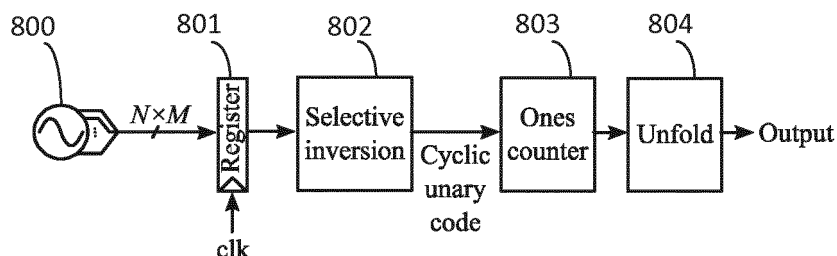 800
801
802
803
804
N×M
Register
Selective
inversion
Cyclic
unary
code
Ones
counter
Unfold
Output
clk